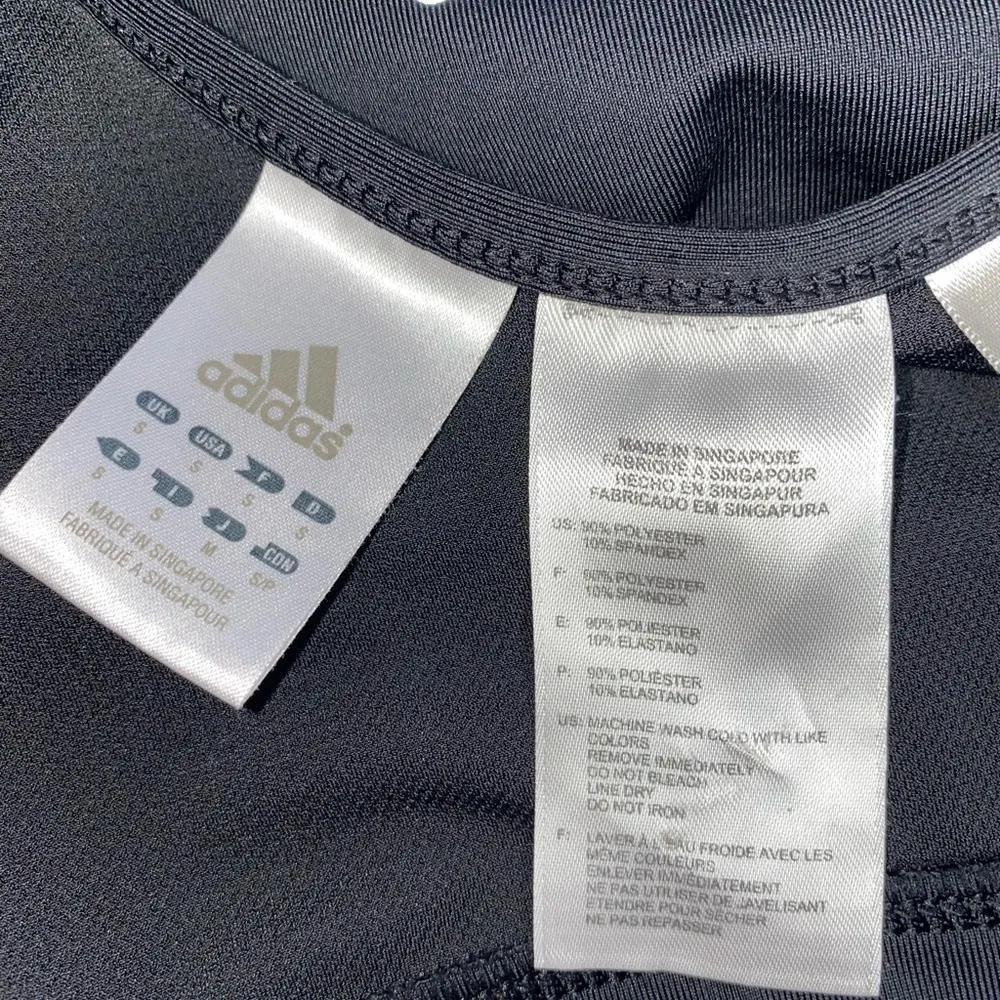 adidas
UK
S
USA
S
F
S
D
S
E
S
I
S
J
M
CDN
S/P
MADE IN SINGAPORE
FABRIQUÉ À SINGAPOUR
MADE IN SINGAPORE
FABRIQUÉ À SINGAPOUR
HECHO EN SINGAPUR
FABRICADO EM SINGAPURA
US: 90% POLYESTER
10% SPANDEX
F: 90% POLYESTER
10% SPANDEX
E: 90% POLIESTER
10% ELASTANO
P: 90% POLIÉSTER
10% ELASTANO
US: MACHINE WASH COLD WITH LIKE
COLORS
REMOVE IMMEDIATELY
DO NOT BLEACH
LINE DRY
DO NOT IRON
F: LAVER À L'EAU FROIDE AVEC LES
MÊME COULEURS
ENLEVER IMMÉDIATEMENT
NE PAS UTILISER DE JAVELISANT
ÉTENDRE POUR SÉCHER
NE PAS REPASSER